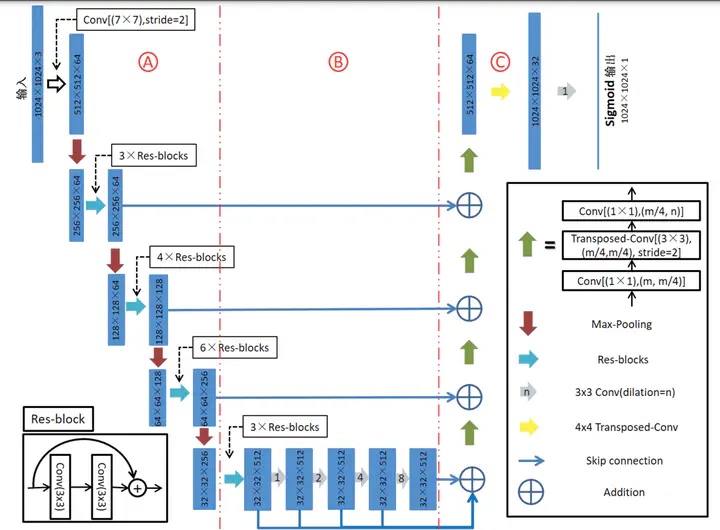 Conv[(7×7),stride=2]
A
B
C
输入
1024×1024×3
512×512×64
3×Res-blocks
256×256×64
256×256×64
4×Res-blocks
128×128×64
128×128×128
6×Res-blocks
64×64×128
64×64×256
3×Res-blocks
32×32×256
32×32×512
1
32×32×512
2
32×32×512
4
32×32×512
8
32×32×512
512×512×64
1024×1024×32
1
Sigmoid 输出
1024×1024×1
Conv[(1×1),(m/4, n)]
=
Transposed-Conv[(3×3),
(m/4,m/4), stride=2]
Conv[(1×1),(m, m/4)]
Max-Pooling
Res-blocks
n
3x3 Conv(dilation=n)
4x4 Transposed-Conv
Skip connection
Addition
Res-block
Conv(3x3)
Conv(3x3)
+